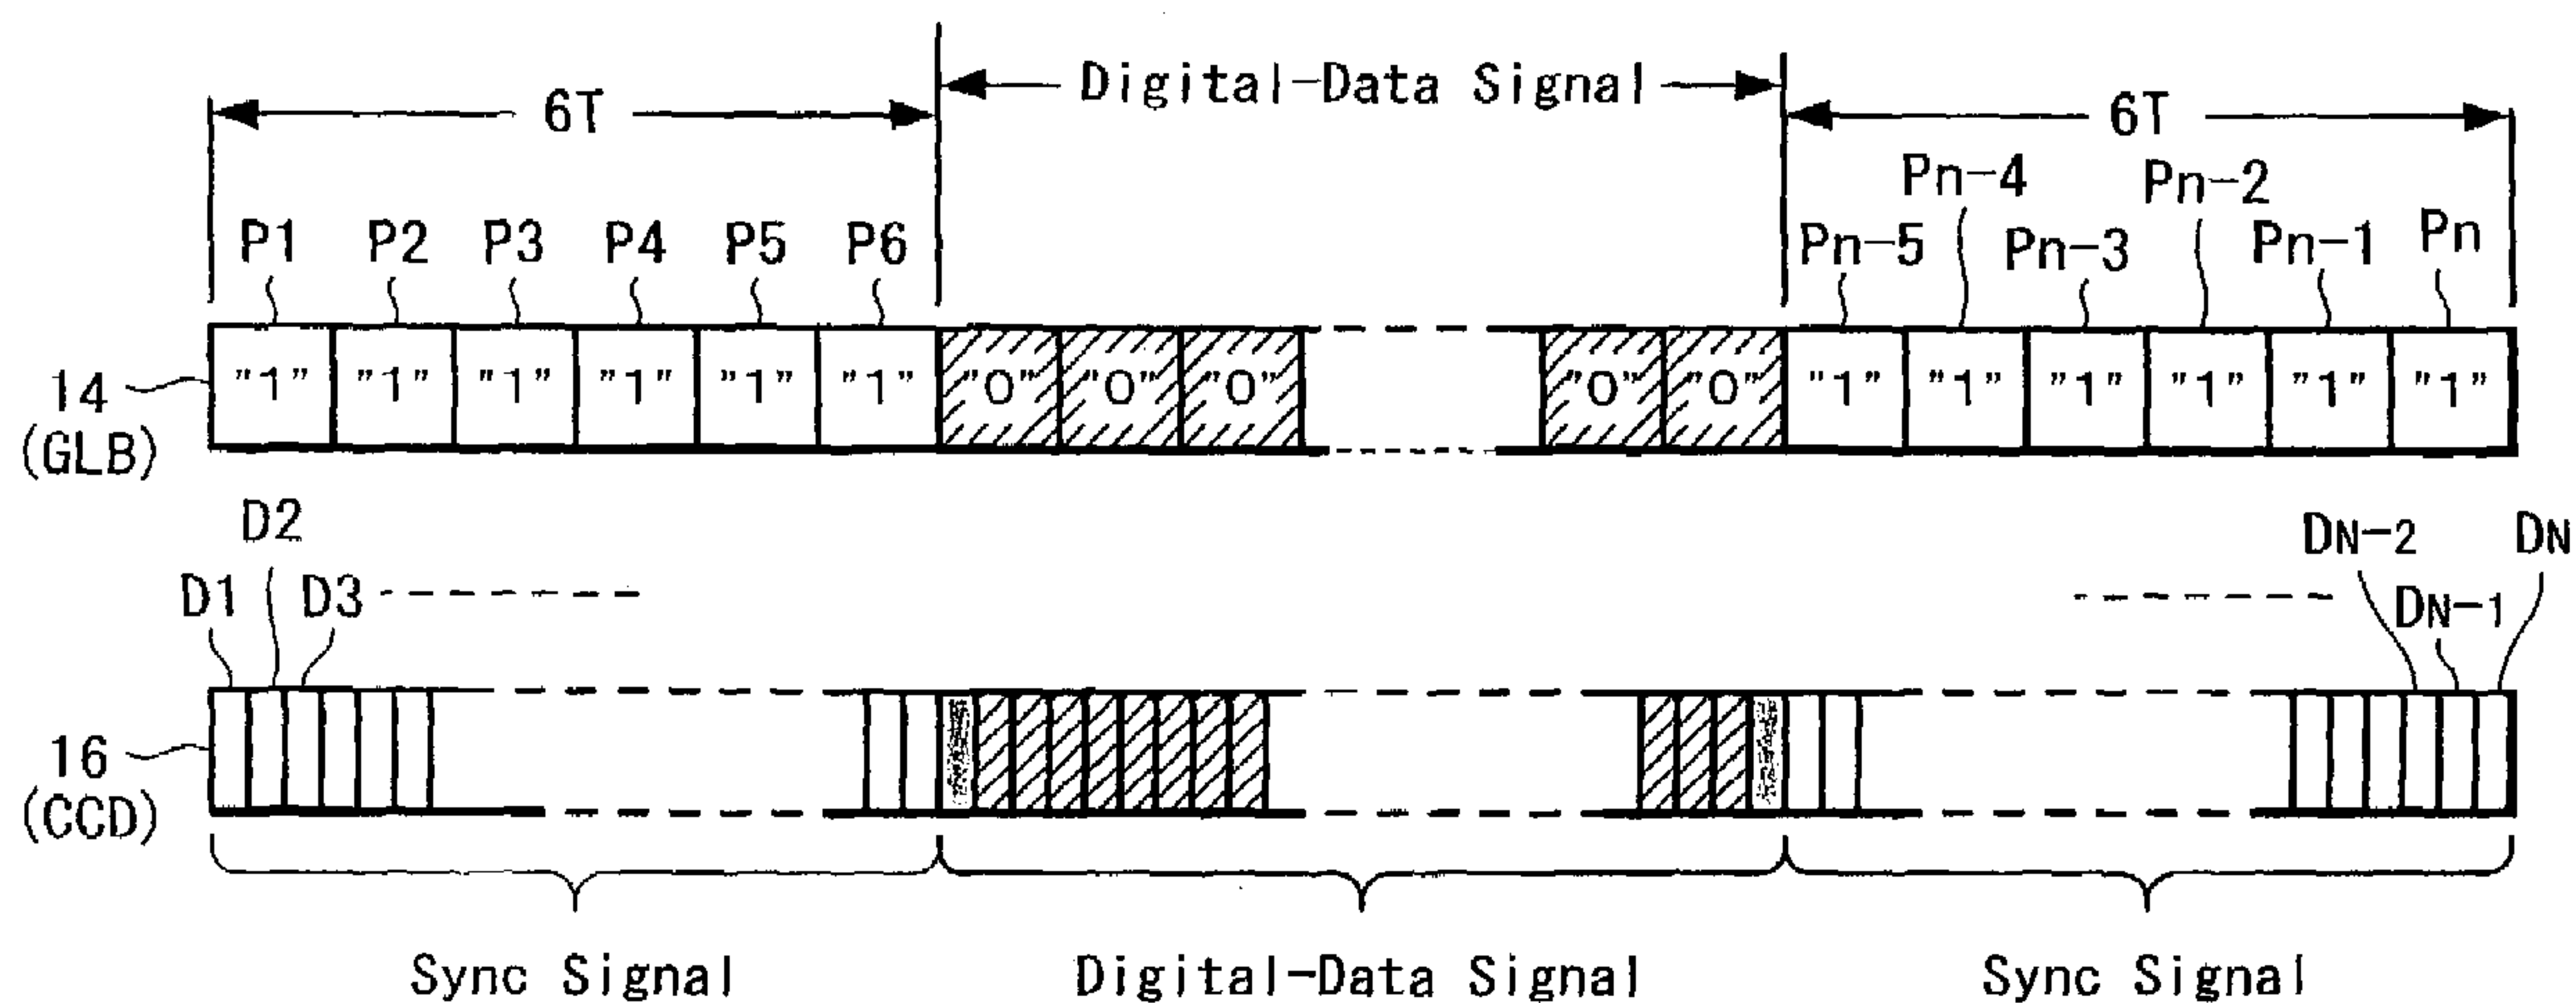 6T Digital-Data Signal 6T
P1 P2 P3 P4 P5 P6 Pn-5 Pn-4 Pn-3 Pn-2 Pn-1 Pn
14 "1" "1" "1" "1" "1" "1" "0" "0" "0" "0" "0" "1" "1" "1" "1" "1" "1"
(GLB)
D1 D2 D3 DN-2 DN-1 DN
16
(CCD)
Sync Signal Digital-Data Signal Sync Signal